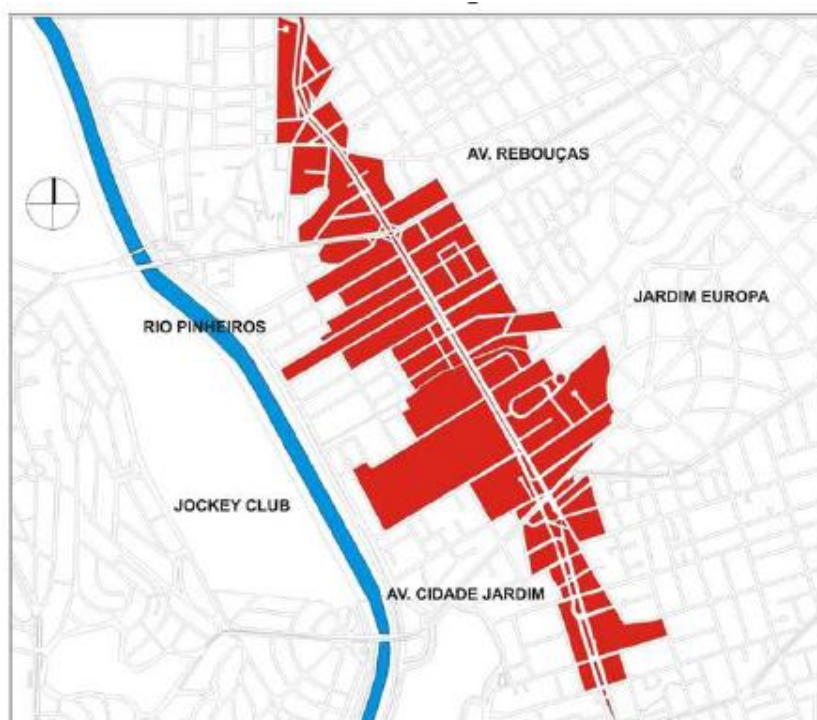 AV. REBOUÇAS
JARDIM EUROPA
RIO PINHEIROS
JOCKEY CLUB
AV. CIDADE JARDIM